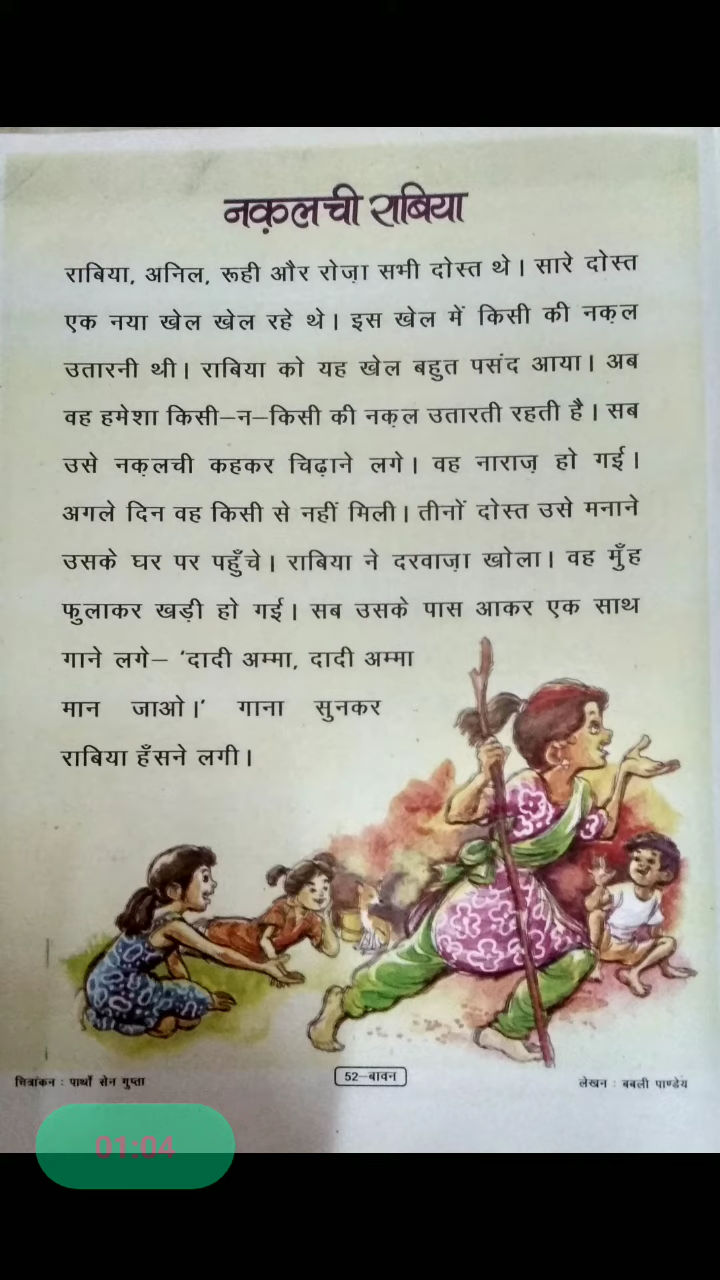 नक़लची राबिया
राबिया, अनिल, रूही और रोज़ा सभी दोस्त थे। सारे दोस्त
एक नया खेल खेल रहे थे। इस खेल में किसी की नक़ल
उतारनी थी। राबिया को यह खेल बहुत पसंद आया। अब
वह हमेशा किसी–न–किसी की नक़ल उतारती रहती है। सब
उसे नक़लची कहकर चिढ़ाने लगे। वह नाराज़ हो गई।
अगले दिन वह किसी से नहीं मिली। तीनों दोस्त उसे मनाने
उसके घर पर पहुँचे। राबिया ने दरवाज़ा खोला। वह मुँह
फुलाकर खड़ी हो गई। सब उसके पास आकर एक साथ
गाने लगे– 'दादी अम्मा, दादी अम्मा
मान जाओ।' गाना सुनकर
राबिया हँसने लगी।
चित्रांकन : पार्थो सेन गुप्ता
52–बावन
लेखन : बबली पाण्डेय
01:04